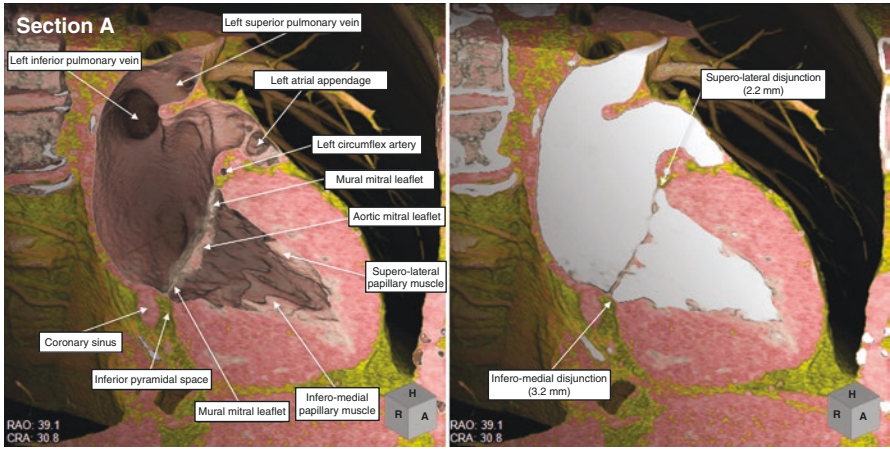 Section A
Left superior pulmonary vein
Left inferior pulmonary vein
Left atrial appendage
Left circumflex artery
Mural mitral leaflet
Aortic mitral leaflet
Supero-lateral
papillary muscle
Coronary sinus
Inferior pyramidal space
Mural mitral leaflet
Infero-medial
papillary muscle
RAO: 39.1
CRA: 30.8
H
R
A
Supero-lateral disjunction
(2.2 mm)
Infero-medial disjunction
(3.2 mm)
RAO: 39.1
CRA: 30.8
H
R
A